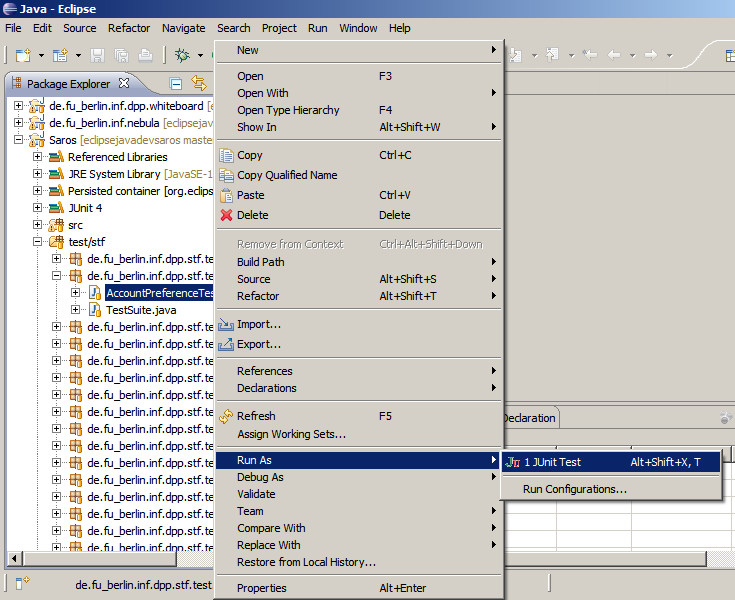 Java - Eclipse
File Edit Source Refactor Navigate Search Project Run Window Help
Package Explorer
de.fu_berlin.inf.dpp.whiteboard [e
de.fu_berlin.inf.nebula [eclipsejav
Saros [eclipsejavadevsaros maste
Referenced Libraries
JRE System Library [JavaSE-1
Persisted container [org.eclips
JUnit 4
src
test/stf
de.fu_berlin.inf.dpp.stf.te
de.fu_berlin.inf.dpp.stf.te
AccountPreferenceTes
TestSuite.java
de.fu_berlin.inf.dpp.stf.te
de.fu_berlin.inf.dpp.stf.te
de.fu_berlin.inf.dpp.stf.te
de.fu_berlin.inf.dpp.stf.te
de.fu_berlin.inf.dpp.stf.te
de.fu_berlin.inf.dpp.stf.te
de.fu_berlin.inf.dpp.stf.te
de.fu_berlin.inf.dpp.stf.te
de.fu_berlin.inf.dpp.stf.te
de.fu_berlin.inf.dpp.stf.te
de.fu_berlin.inf.dpp.stf.te
de.fu_berlin.inf.dpp.stf.te
de.fu_berlin.inf.dpp.stf.te
de.fu_berlin.inf.dpp.stf.test
New
Open F3
Open With
Open Type Hierarchy F4
Show In Alt+Shift+W
Copy Ctrl+C
Copy Qualified Name
Paste Ctrl+V
Delete Delete
Remove from Context Ctrl+Alt+Shift+Down
Build Path
Source Alt+Shift+S
Refactor Alt+Shift+T
Import...
Export...
References
Declarations
Refresh F5
Assign Working Sets...
Run As
Debug As
Validate
Team
Compare With
Replace With
Restore from Local History...
Properties Alt+Enter
Declaration
1 JUnit Test Alt+Shift+X, T
Run Configurations...